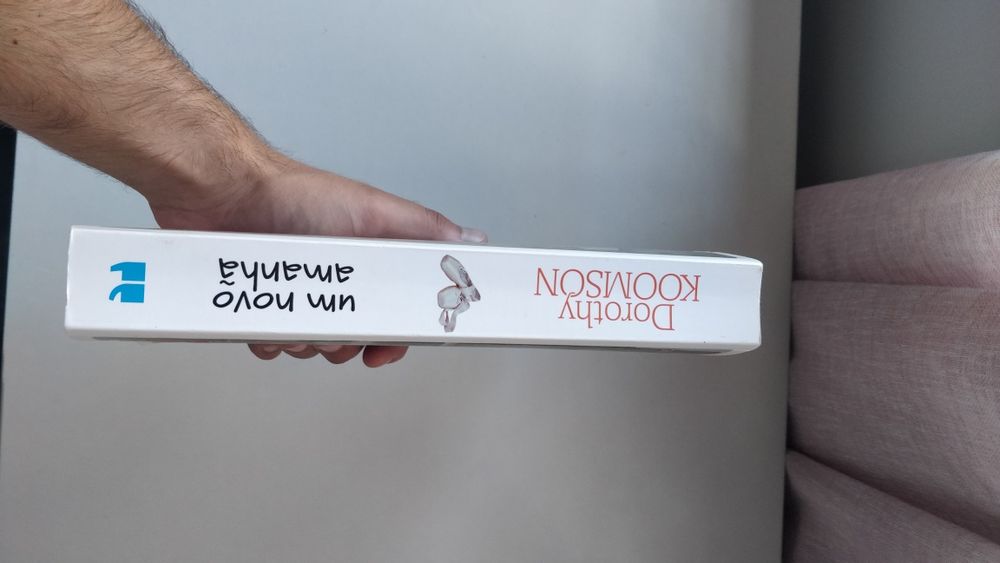 Dorothy
KOOMSON
um novo
amanhã